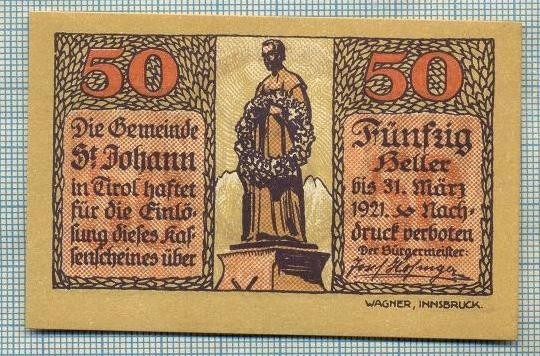 50
50
Die Gemeinde
St Johann
in Tirol haftet
für die Einlö-
sung dieses Kas-
senscheines über
Fünfzig
Heller
bis 31. März
1921. Nach-
druck verboten
Der Bürgermeister:
WAGNER, INNSBRUCK.